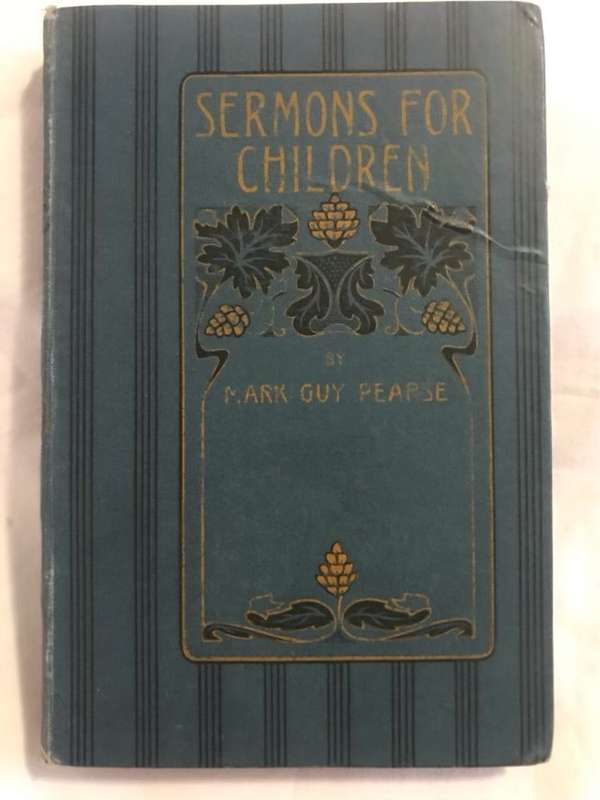 SERMONS FOR
CHILDREN
BY
MARK GUY PEARSE